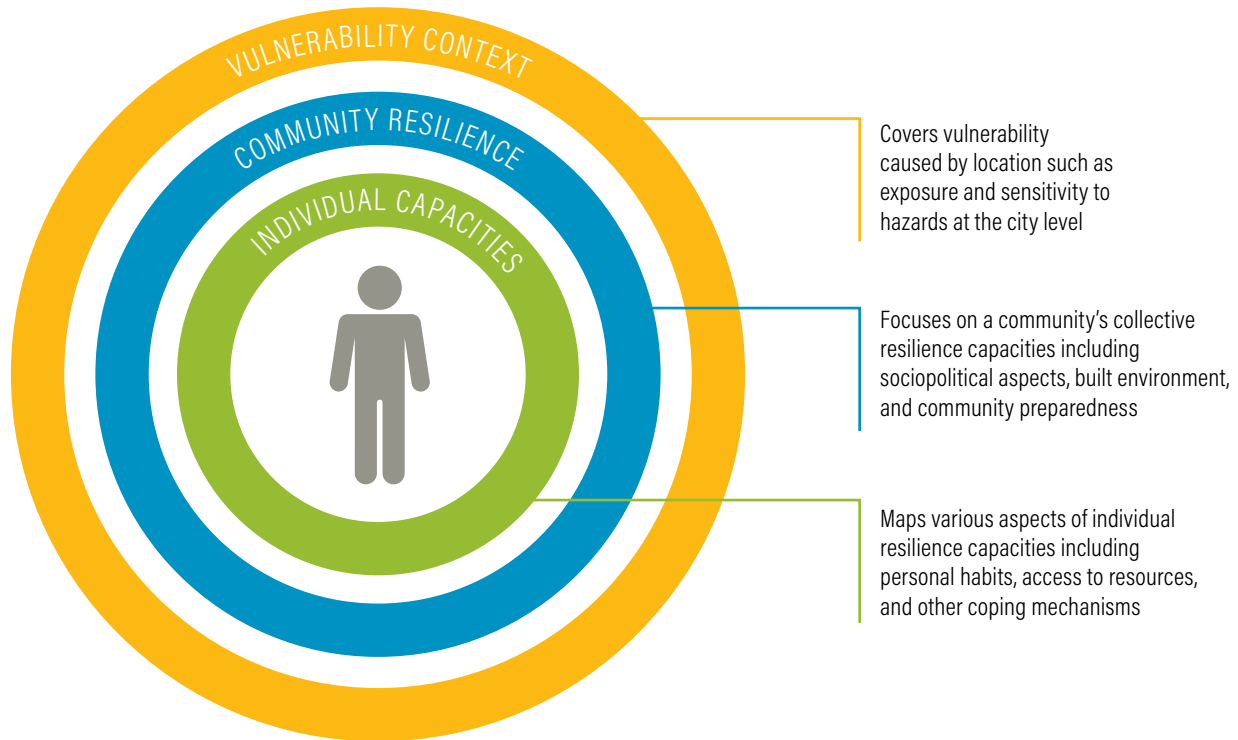 VULNERABILITY CONTEXT
COMMUNITY RESILIENCE
INDIVIDUAL CAPACITIES
Covers vulnerability
caused by location such as
exposure and sensitivity to
hazards at the city level
Focuses on a community’s collective
resilience capacities including
sociopolitical aspects, built environment,
and community preparedness
Maps various aspects of individual
resilience capacities including
personal habits, access to resources,
and other coping mechanisms